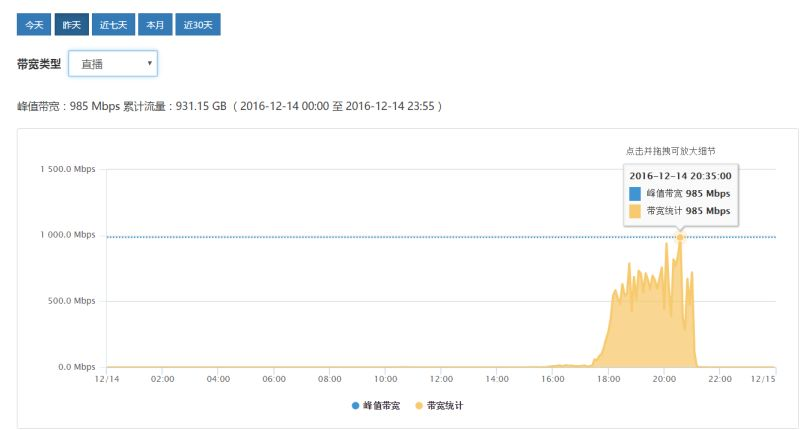 今天 昨天 近七天 本月 近30天
带宽类型 直播
峰值带宽：985 Mbps 累计流量：931.15 GB （ 2016-12-14 00:00 至 2016-12-14 23:55 ）
点击并拖拽可放大细节
1 500.0 Mbps
2016-12-14 20:35:00
峰值带宽 985 Mbps
带宽统计 985 Mbps
1 000.0 Mbps
500.0 Mbps
0.0 Mbps
12/14 02:00 04:00 06:00 08:00 10:00 12:00 14:00 16:00 18:00 20:00 22:00 12/15
峰值带宽 带宽统计